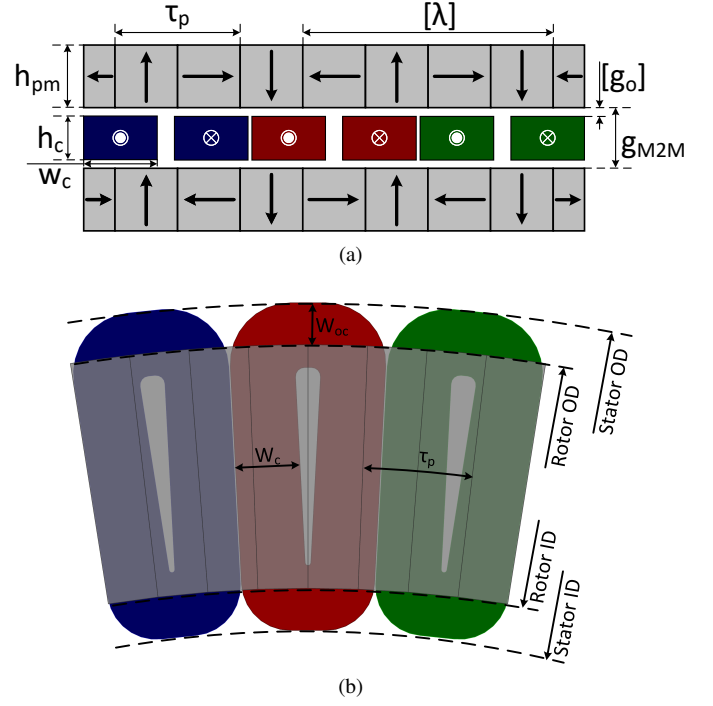 τp [λ]
hpm [go]
hc gM2M
wc
(a)
Woc
Stator OD
Rotor OD
Wc τp
Rotor ID
Stator ID
(b)